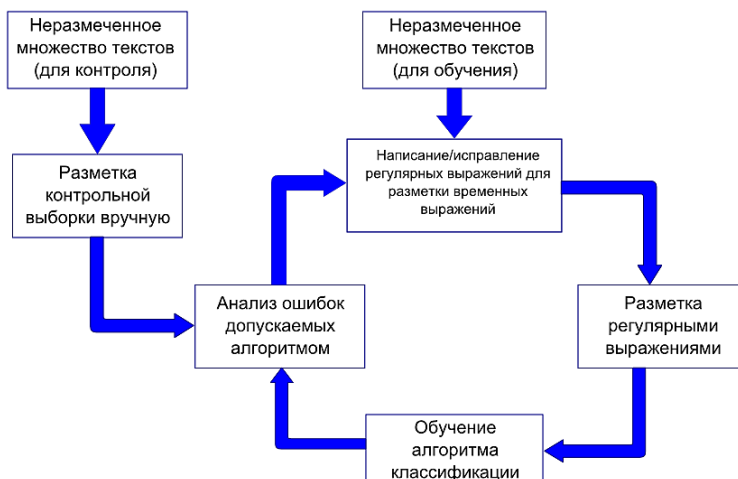 Неразмеченное
множество текстов
(для контроля)
Неразмеченное
множество текстов
(для обучения)
Разметка
контрольной
выборки вручную
Написание/исправление
регулярных выражений для
разметки временных
выражений
Анализ ошибок
допускаемых
алгоритмом
Разметка
регулярными
выражениями
Обучение
алгоритма
классификации